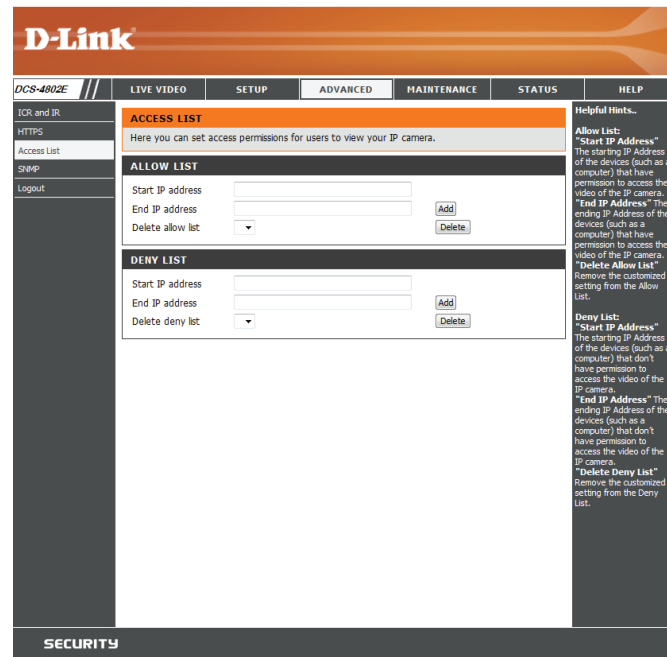 D-Link
DCS-4802E // LIVE VIDEO SETUP ADVANCED MAINTENANCE STATUS HELP
ICR and IR
HTTPS
Access List
SNMP
Logout
ACCESS LIST
Here you can set access permissions for users to view your IP camera.
ALLOW LIST
Start IP address
End IP address Add
Delete allow list Delete
DENY LIST
Start IP address
End IP address Add
Delete deny list Delete
Helpful Hints..
Allow List:
"Start IP Address"
The starting IP Address
of the devices (such as a
computer) that have
permission to access the
video of the IP camera.
"End IP Address" The
ending IP Address of the
devices (such as a
computer) that have
permission to access the
video of the IP camera.
"Delete Allow List"
Remove the customized
setting from the Allow
List.
Deny List:
"Start IP Address"
The starting IP Address
of the devices (such as a
computer) that don't
have permission to
access the video of the
IP camera.
"End IP Address" The
ending IP Address of the
devices (such as a
computer) that don't
have permission to
access the video of the
IP camera.
"Delete Deny List"
Remove the customized
setting from the Deny
List.
SECURITY